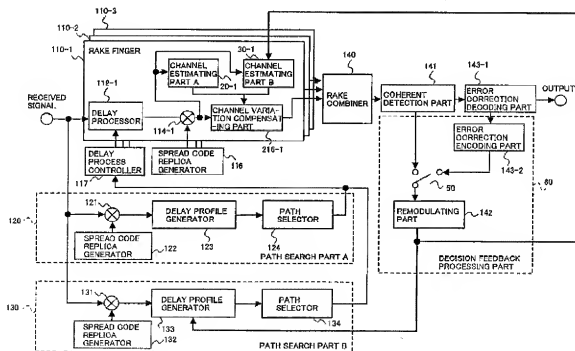 110-3
110-2
110-1
RAKE FINGER
CHANNEL
ESTIMATING
PART A
20-1
30-1
CHANNEL
ESTIMATING
PART B
RECEIVED
SIGNAL
112-1
DELAY
PROCESSOR
114-1
CHANNEL VARIATION
COMPENSAT-
ING PART
216-1
140
RAKE
COMBINER
141
COHERENT
DETECTION PART
143-1
ERROR
CORRECTION
DECODING PART
OUTPUT
ERROR
CORRECTION
ENCODING PART
143-2
60
50
REMODULATING
PART
142
DECISION FEEDBACK
PROCESSING PART
DELAY
PROCESS
CONTROLLER
117
SPREAD CODE
REPLICA
GENERATOR
116
120
121
SPREAD CODE
REPLICA
GENERATOR
122
DELAY PROFILE
GENERATOR
123
PATH
SELECTOR
124
PATH SEARCH PART A
130
131
SPREAD CODE
REPLICA
GENERATOR
132
DELAY PROFILE
GENERATOR
133
PATH
SELECTOR
134
PATH SEARCH PART B